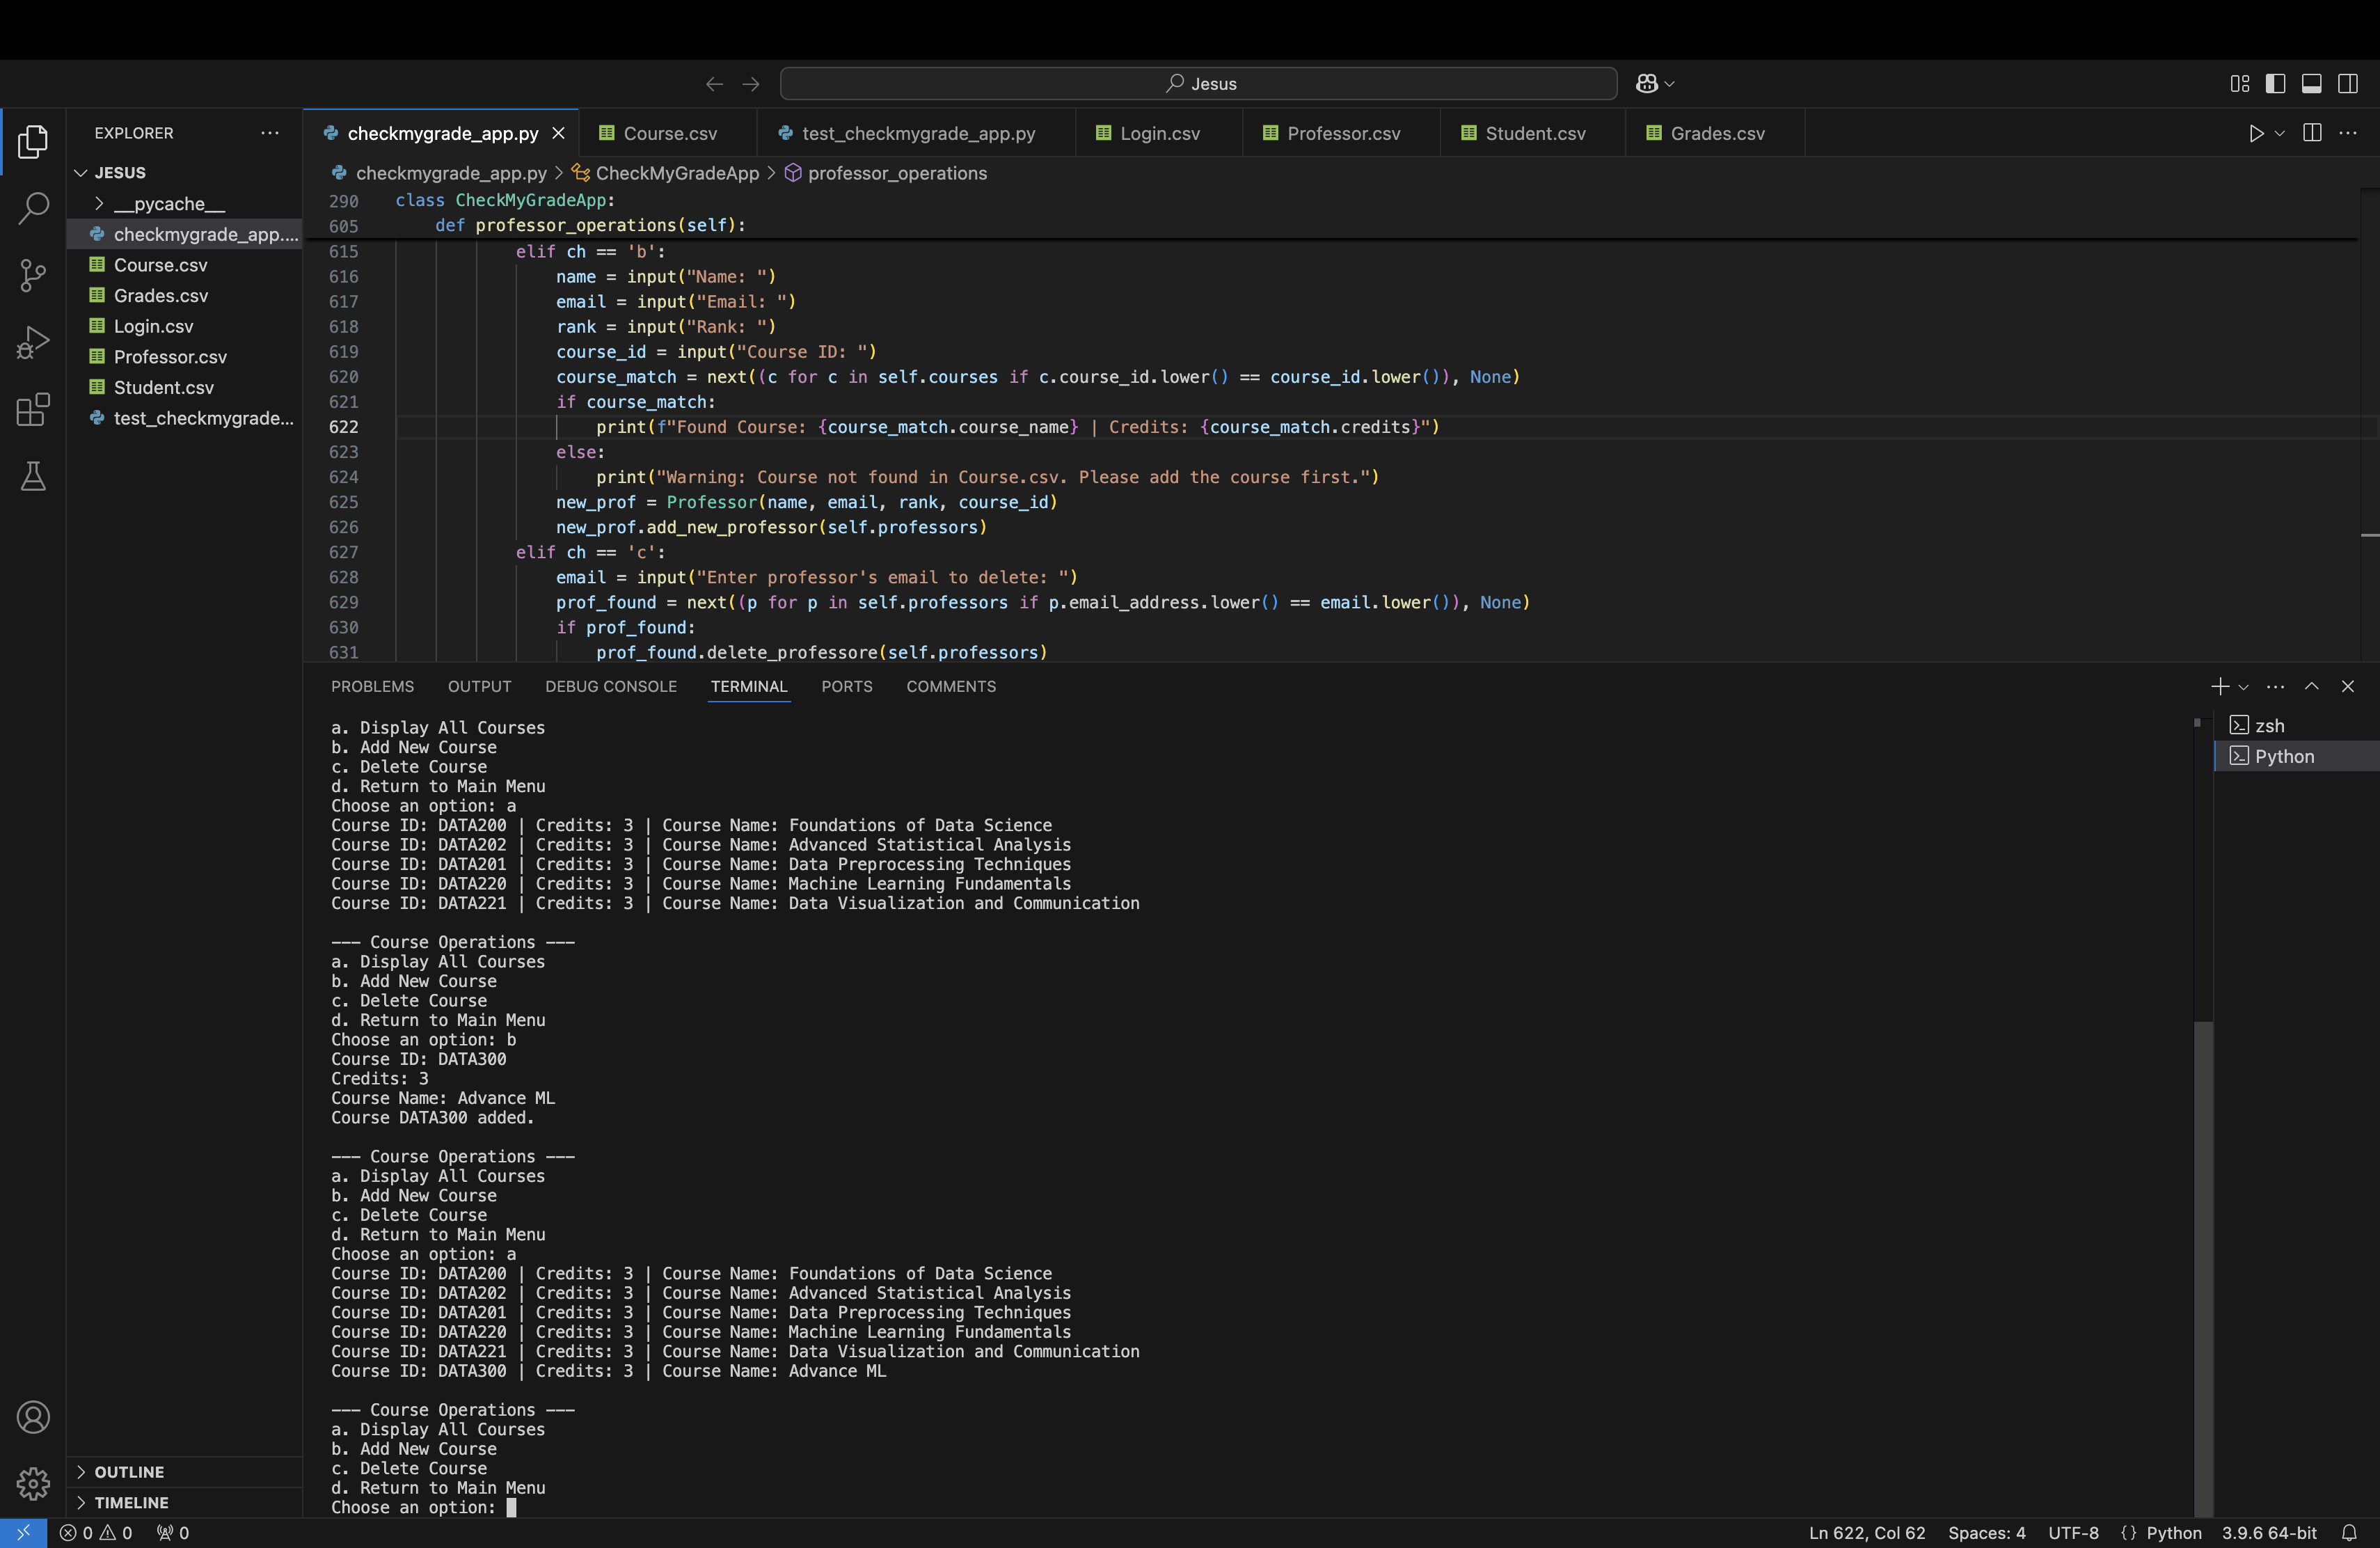 Jesus
EXPLORER
JESUS
__pycache__
checkmygrade_app....
Course.csv
Grades.csv
Login.csv
Professor.csv
Student.csv
test_checkmygrade...
OUTLINE
TIMELINE
checkmygrade_app.py
Course.csv
test_checkmygrade_app.py
Login.csv
Professor.csv
Student.csv
Grades.csv
checkmygrade_app.py > CheckMyGradeApp > professor_operations
290 class CheckMyGradeApp:
605 def professor_operations(self):
615 elif ch == 'b':
616 name = input("Name: ")
617 email = input("Email: ")
618 rank = input("Rank: ")
619 course_id = input("Course ID: ")
620 course_match = next((c for c in self.courses if c.course_id.lower() == course_id.lower()), None)
621 if course_match:
622 print(f"Found Course: {course_match.course_name} | Credits: {course_match.credits}")
623 else:
624 print("Warning: Course not found in Course.csv. Please add the course first.")
625 new_prof = Professor(name, email, rank, course_id)
626 new_prof.add_new_professor(self.professors)
627 elif ch == 'c':
628 email = input("Enter professor's email to delete: ")
629 prof_found = next((p for p in self.professors if p.email_address.lower() == email.lower()), None)
630 if prof_found:
631 prof_found.delete_professore(self.professors)
PROBLEMS OUTPUT DEBUG CONSOLE TERMINAL PORTS COMMENTS
zsh
Python
a. Display All Courses
b. Add New Course
c. Delete Course
d. Return to Main Menu
Choose an option: a
Course ID: DATA200 | Credits: 3 | Course Name: Foundations of Data Science
Course ID: DATA202 | Credits: 3 | Course Name: Advanced Statistical Analysis
Course ID: DATA201 | Credits: 3 | Course Name: Data Preprocessing Techniques
Course ID: DATA220 | Credits: 3 | Course Name: Machine Learning Fundamentals
Course ID: DATA221 | Credits: 3 | Course Name: Data Visualization and Communication
--- Course Operations ---
a. Display All Courses
b. Add New Course
c. Delete Course
d. Return to Main Menu
Choose an option: b
Course ID: DATA300
Credits: 3
Course Name: Advance ML
Course DATA300 added.
--- Course Operations ---
a. Display All Courses
b. Add New Course
c. Delete Course
d. Return to Main Menu
Choose an option: a
Course ID: DATA200 | Credits: 3 | Course Name: Foundations of Data Science
Course ID: DATA202 | Credits: 3 | Course Name: Advanced Statistical Analysis
Course ID: DATA201 | Credits: 3 | Course Name: Data Preprocessing Techniques
Course ID: DATA220 | Credits: 3 | Course Name: Machine Learning Fundamentals
Course ID: DATA221 | Credits: 3 | Course Name: Data Visualization and Communication
Course ID: DATA300 | Credits: 3 | Course Name: Advance ML
--- Course Operations ---
a. Display All Courses
b. Add New Course
c. Delete Course
d. Return to Main Menu
Choose an option:
0 0 0 Ln 622, Col 62 Spaces: 4 UTF-8 {} Python 3.9.6 64-bit